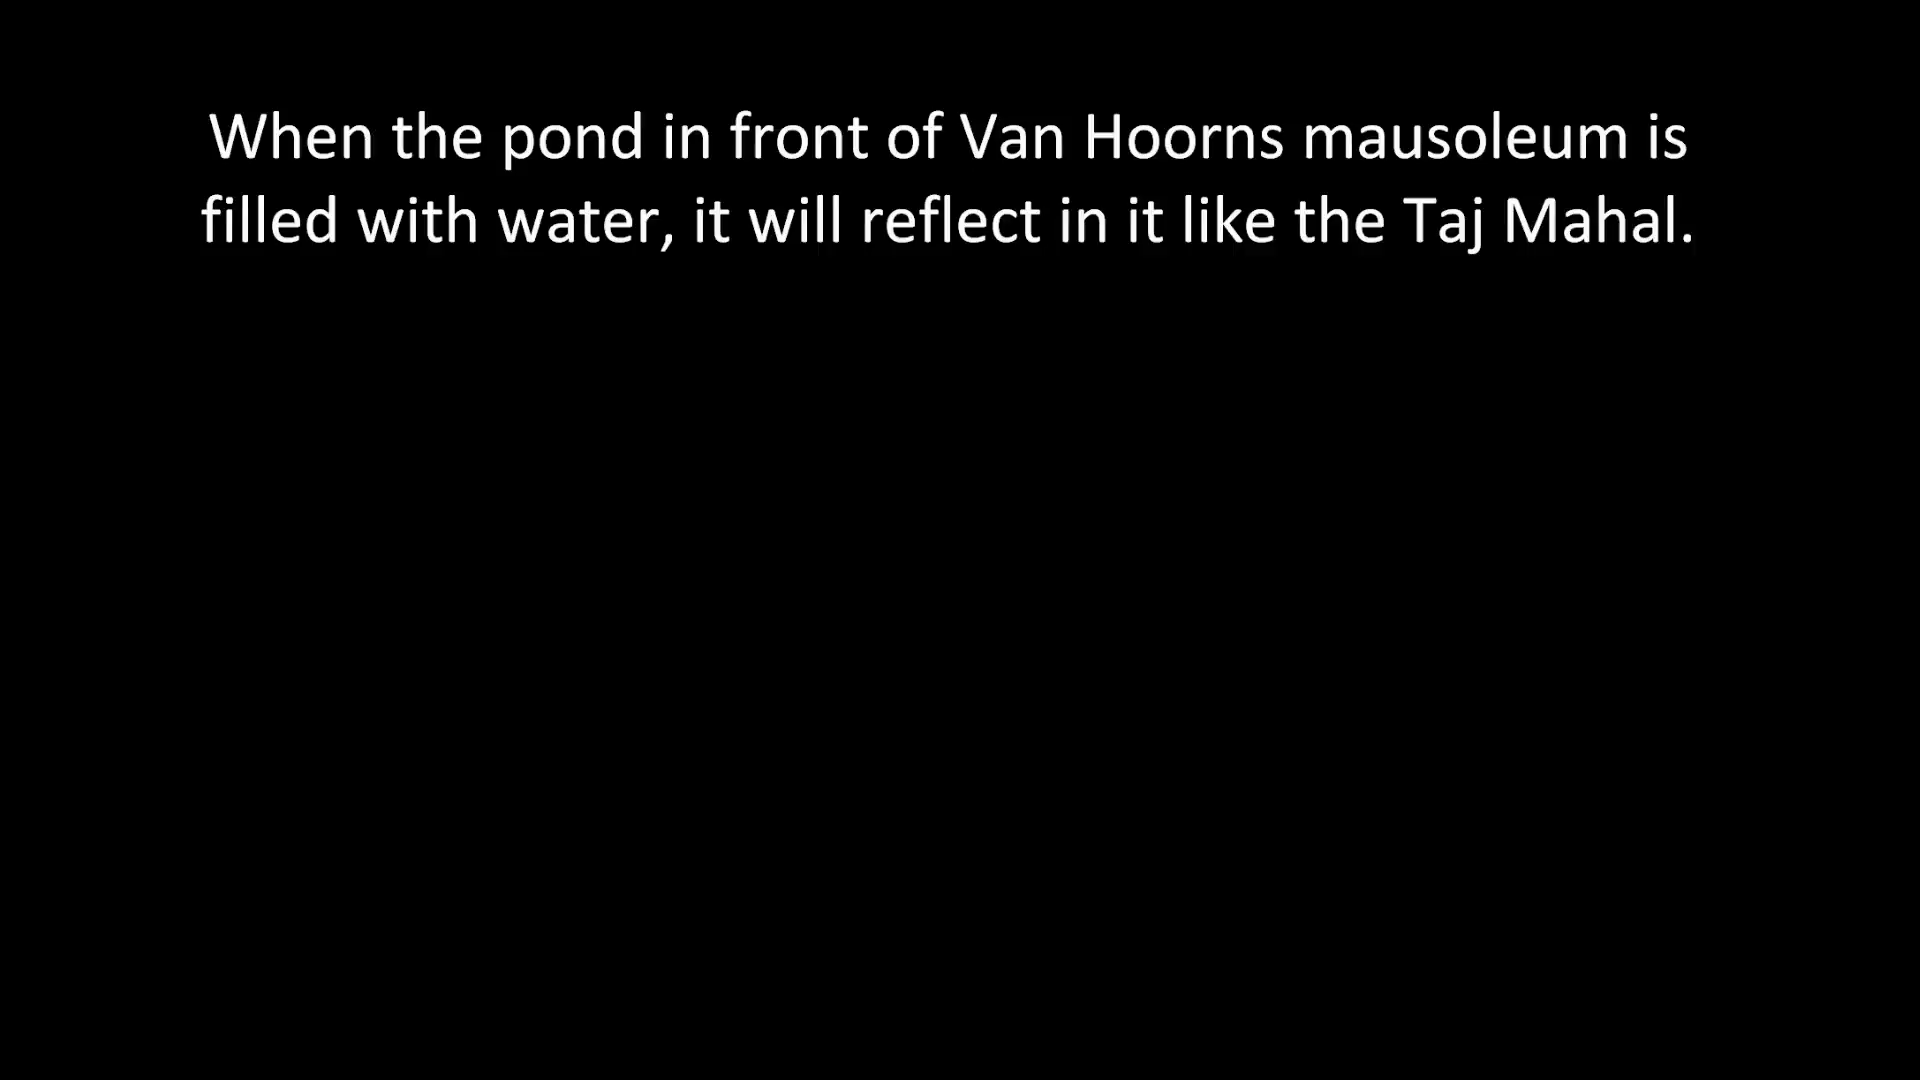 When the pond in front of Van Hoorns mausoleum is
filled with water, it will reflect in it like the Taj Mahal.